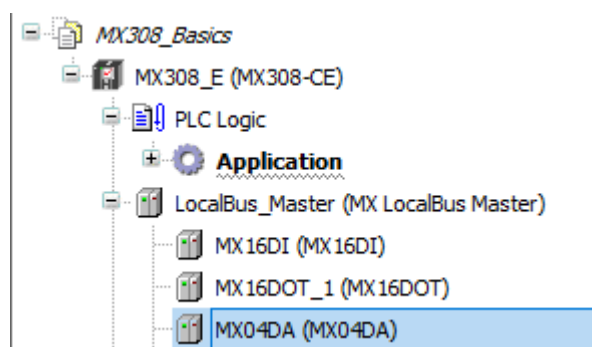 MX308_Basics
MX308_E (MX308-CE)
PLC Logic
Application
LocalBus_Master (MX LocalBus Master)
MX16DI (MX16DI)
MX16DOT_1 (MX16DOT)
MX04DA (MX04DA)